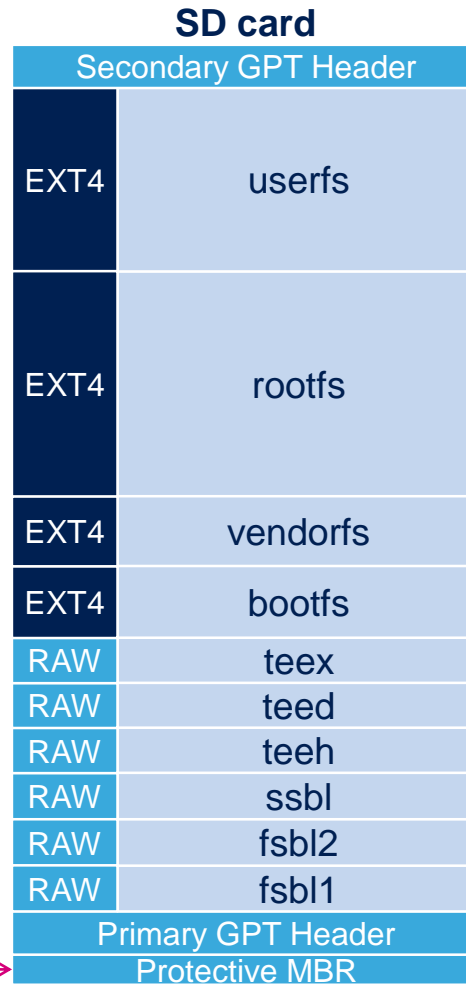 SD card
Secondary GPT Header
EXT4 userfs
EXT4 rootfs
EXT4 vendorfs
EXT4 bootfs
RAW teex
RAW teed
RAW teeh
RAW ssbl
RAW fsbl2
RAW fsbl1
Primary GPT Header
Protective MBR